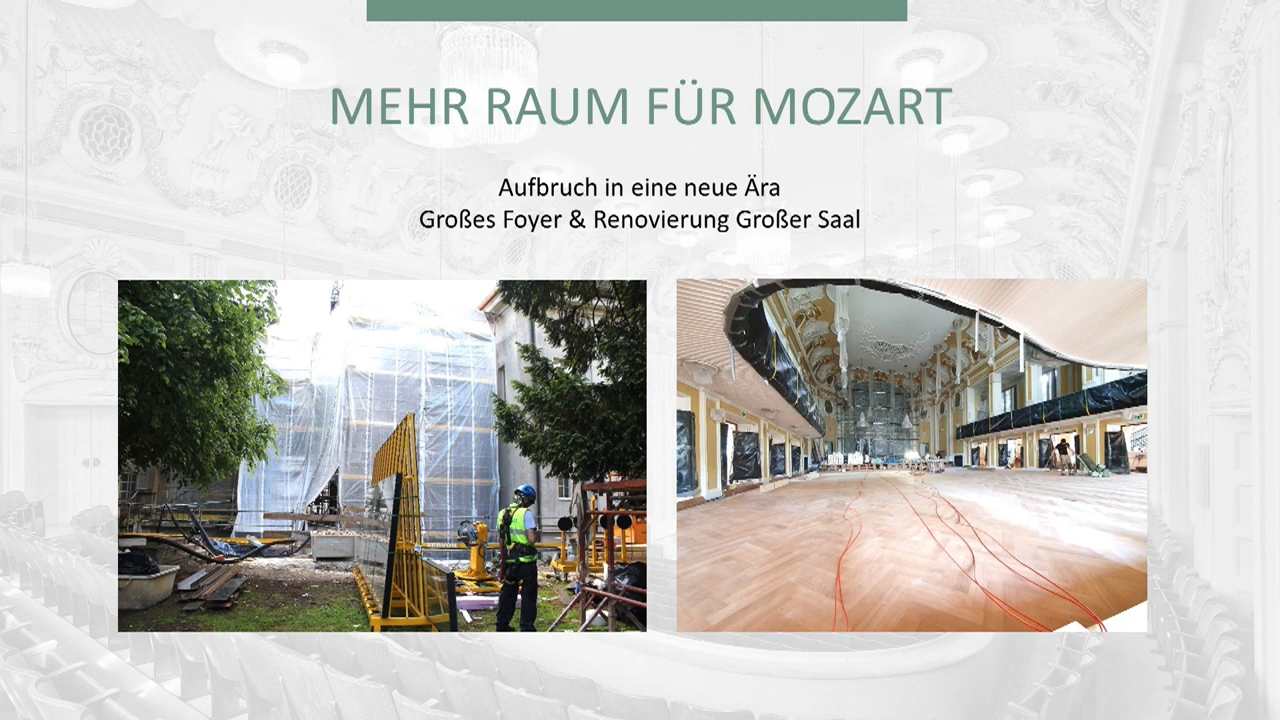 MEHR RAUM FÜR MOZART
Aufbruch in eine neue Ära
Großes Foyer & Renovierung Großer Saal